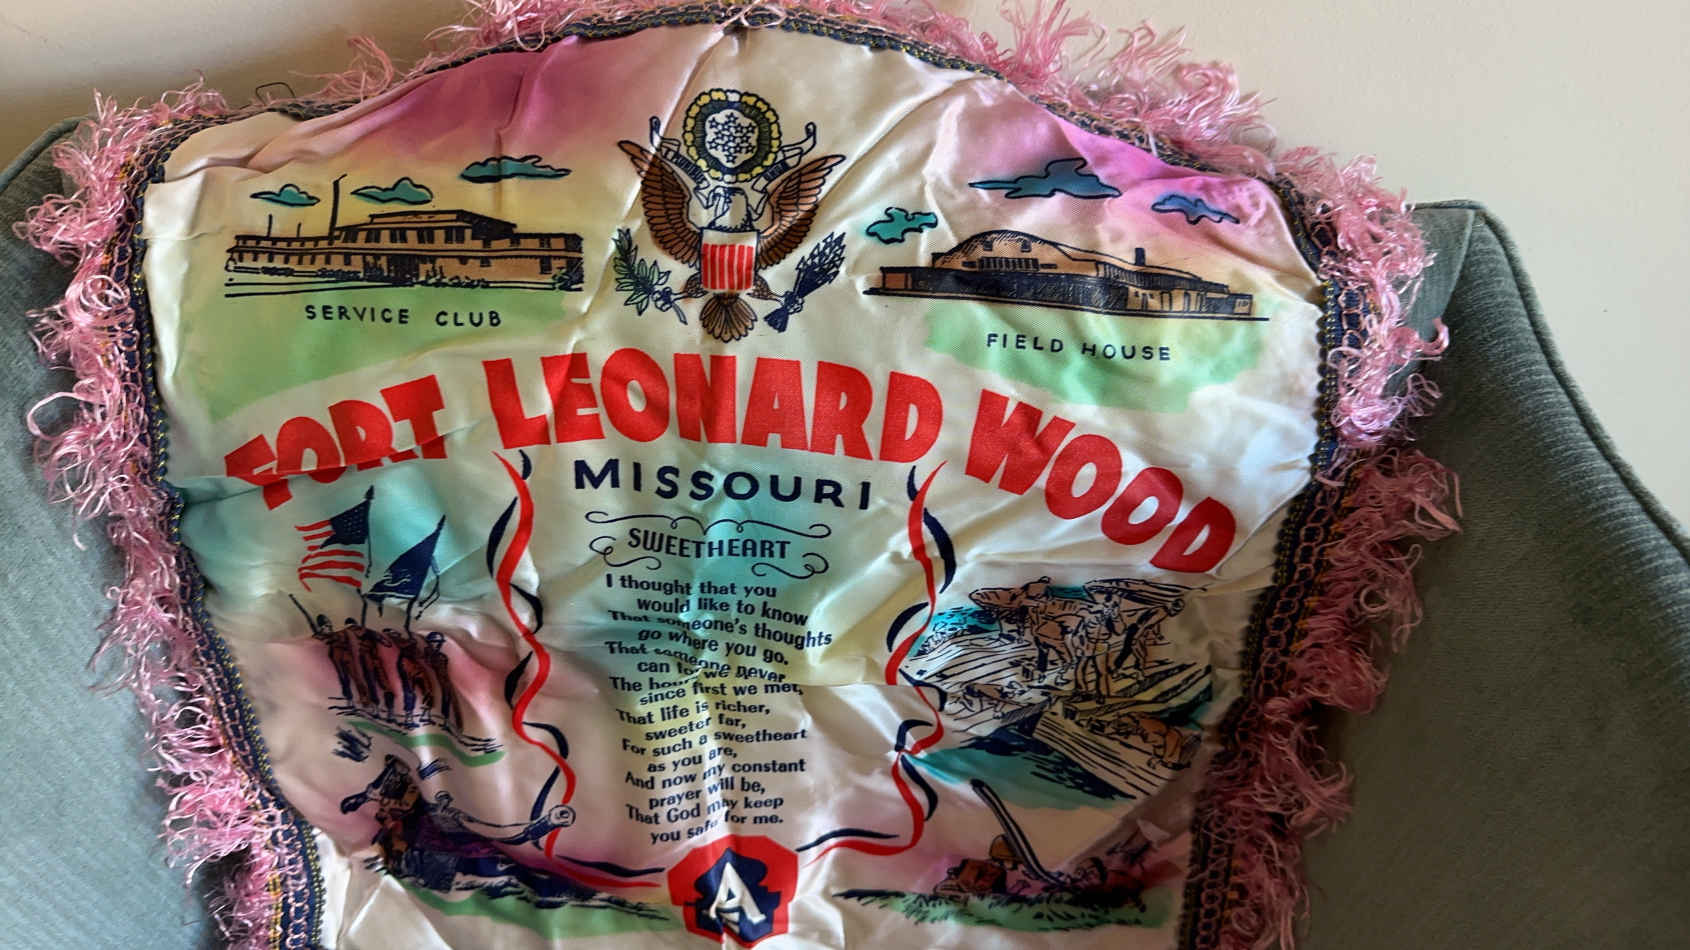 SERVICE CLUB
FIELD HOUSE
FORT LEONARD WOOD
MISSOURI
SWEETHEART
I thought that you
would like to know
That someone's thoughts
go where you go,
That someone never
can forget
The hours we
since first we met,
That life is richer,
sweeter far,
For such a sweetheart
as you are,
And now my constant
prayer will be,
That God may keep
you safe for me.
A